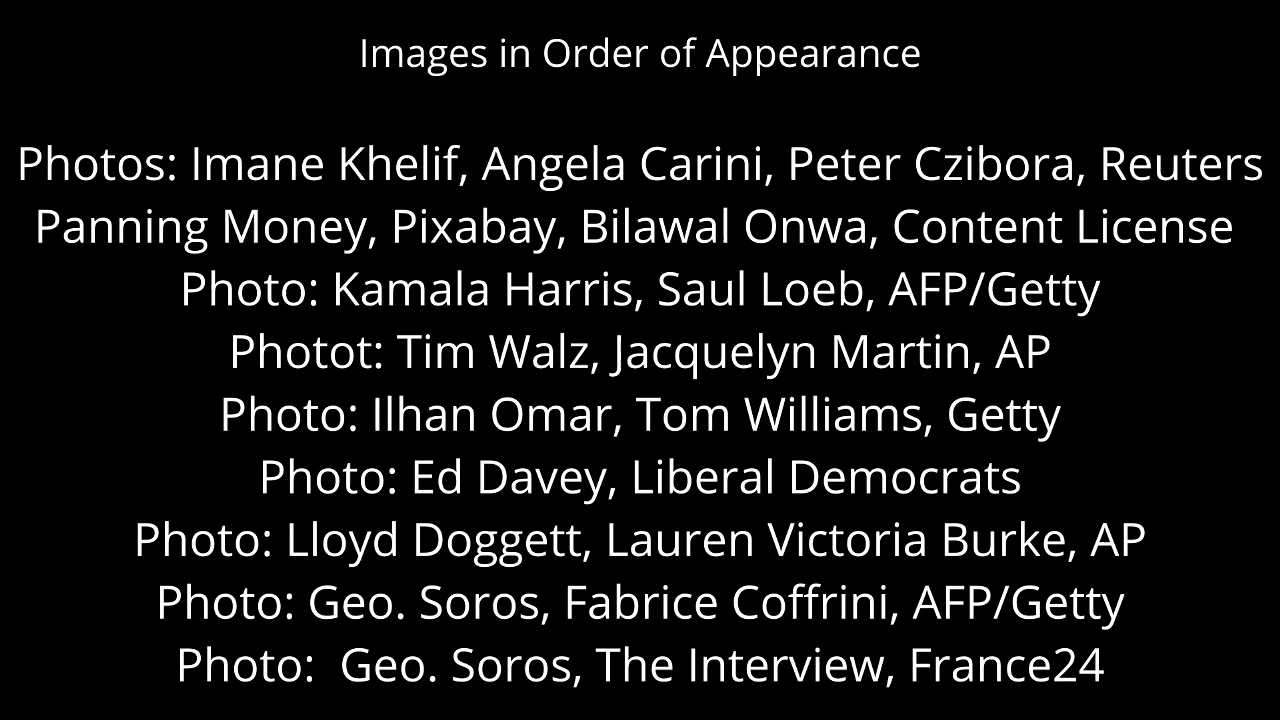 Images in Order of Appearance
Photos: Imane Khelif, Angela Carini, Peter Czibora, Reuters
Panning Money, Pixabay, Bilawal Onwa, Content License
Photo: Kamala Harris, Saul Loeb, AFP/Getty
Photot: Tim Walz, Jacquelyn Martin, AP
Photo: Ilhan Omar, Tom Williams, Getty
Photo: Ed Davey, Liberal Democrats
Photo: Lloyd Doggett, Lauren Victoria Burke, AP
Photo: Geo. Soros, Fabrice Coffrini, AFP/Getty
Photo:  Geo. Soros, The Interview, France24